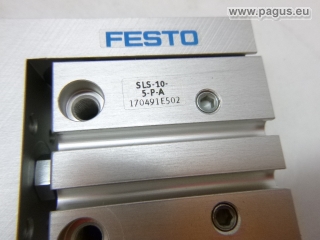 www.pagus.eu
FESTO
SLS-10-
5-P-A
170491E502